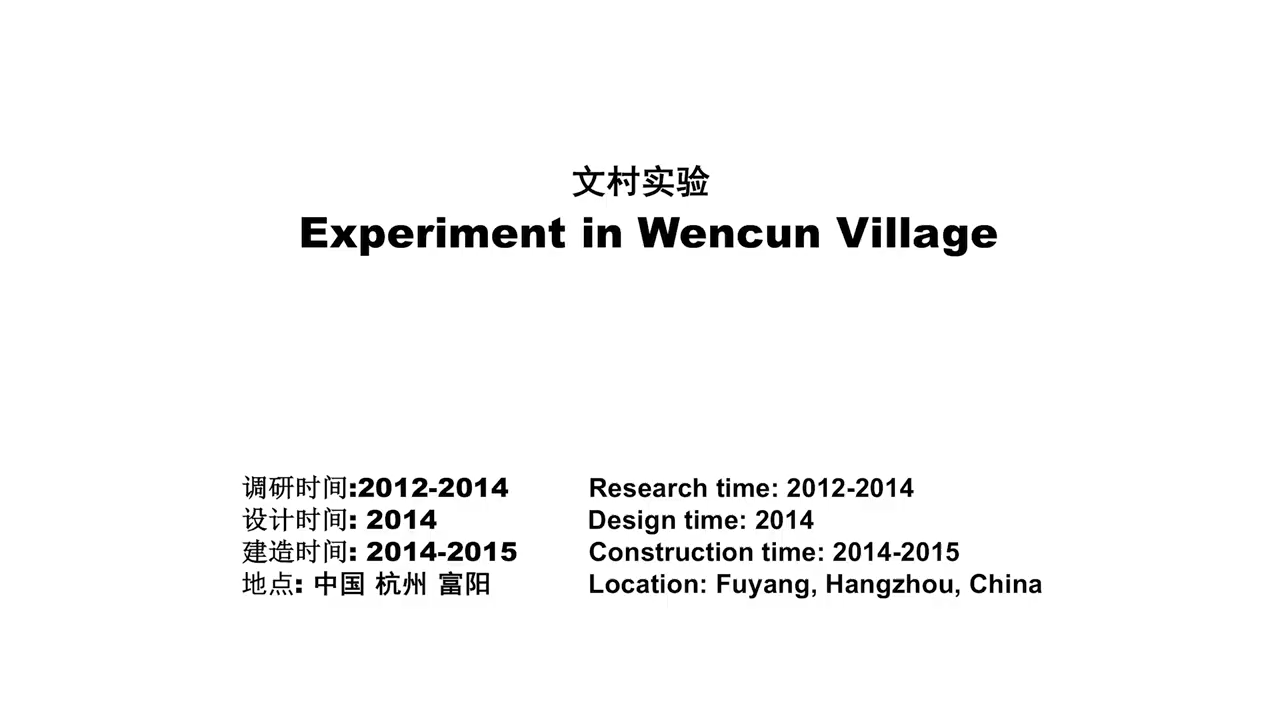 文村实验
Experiment in Wencun Village
调研时间:2012-2014
设计时间: 2014
建造时间: 2014-2015
地点: 中国 杭州 富阳
Research time: 2012-2014
Design time: 2014
Construction time: 2014-2015
Location: Fuyang, Hangzhou, China